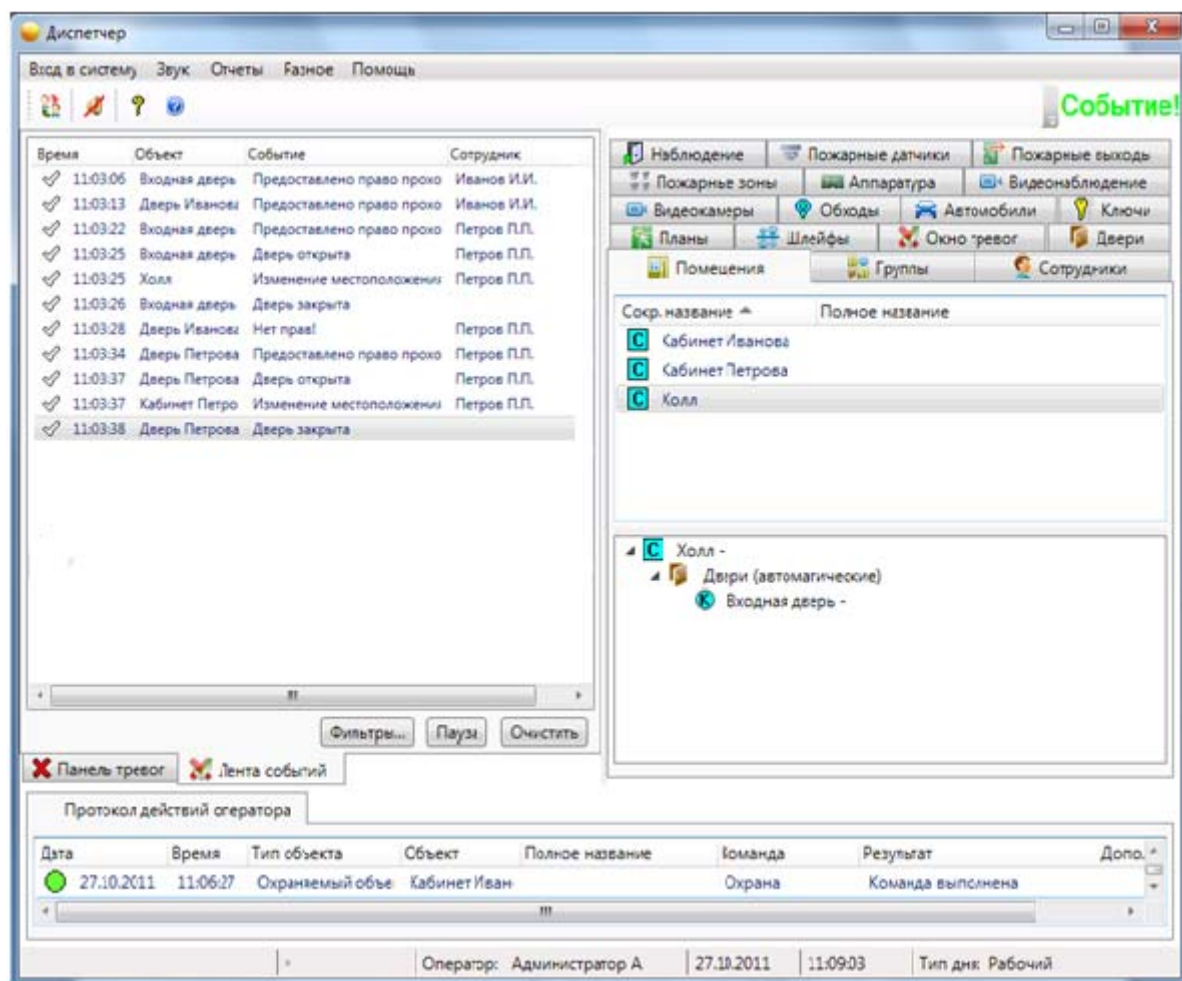 Диспетчер
Вход в систему Звук Отчеты Разное Помощь
Событие!
Время Объект Событие Сотрудник
11:03:06 Входная дверь Предоставлено право прохо Иванов И.И.
11:03:13 Дверь Иванова Предоставлено право прохо Иванов И.И.
11:03:22 Входная дверь Предоставлено право прохо Петров П.П.
11:03:25 Входная дверь Дверь открыта Петров П.П.
11:03:25 Холл Изменение местоположения Петров П.П.
11:03:26 Входная дверь Дверь закрыта
11:03:28 Дверь Иванова Нет прав! Петров П.П.
11:03:34 Дверь Петрова Предоставлено право прохо Петров П.П.
11:03:37 Дверь Петрова Дверь открыта Петров П.П.
11:03:37 Кабинет Петро Изменение местоположения Петров П.П.
11:03:38 Дверь Петрова Дверь закрыта
Фильтры... Пауза Очистить
Панель тревог Лента событий
Наблюдение Пожарные датчики Пожарные выходы
Пожарные зоны Аппаратура Видеонаблюдение
Видеокамеры Обходы Автомобили Ключи
Планы Шлейфы Окно тревог Двери
Помещения Группы Сотрудники
Сокр. название Полное название
C Кабинет Иванова
C Кабинет Петрова
C Холл
C Холл -
Двери (автоматические)
K Входная дверь -
Протокол действий оператора
Дата Время Тип объекта Объект Полное название Команда Результат Допо.
27.10.2011 11:06:27 Охраняемый объе Кабинет Иван Охрана Команда выполнена
Оператор: Администратор А 27.10.2011 11:09:03 Тип дня: Рабочий